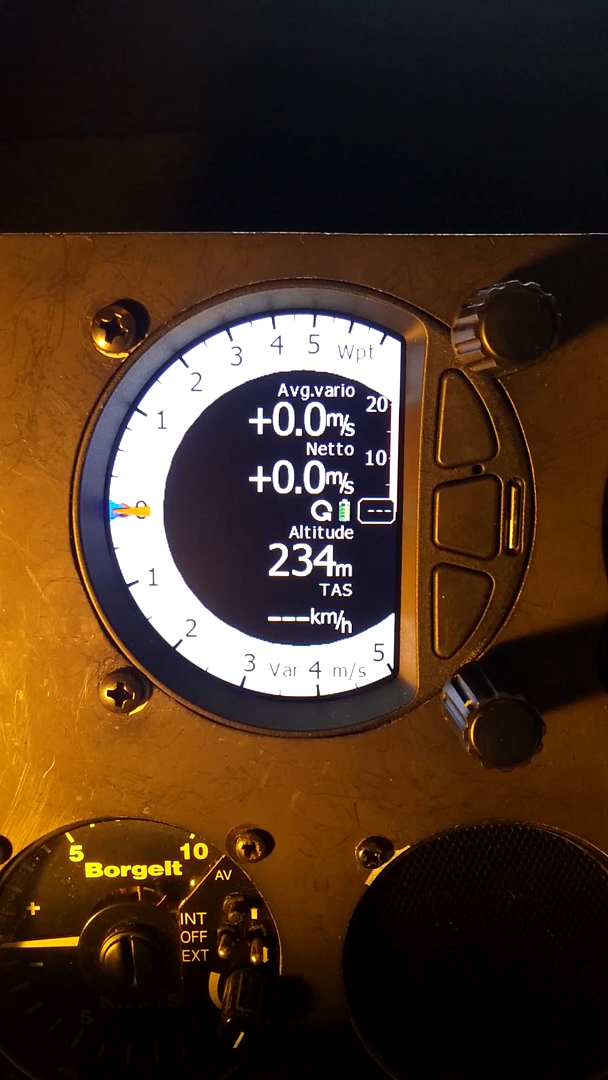 5
4
3
2
1
0
1
2
3
4
5
Wpt
Avg.vario
+0.0m/s
20
Netto
10
+0.0m/s
---
Altitude
234m
TAS
---km/h
Var
m/s
5
10
Borgelt
AV
+
INT
OFF
EXT